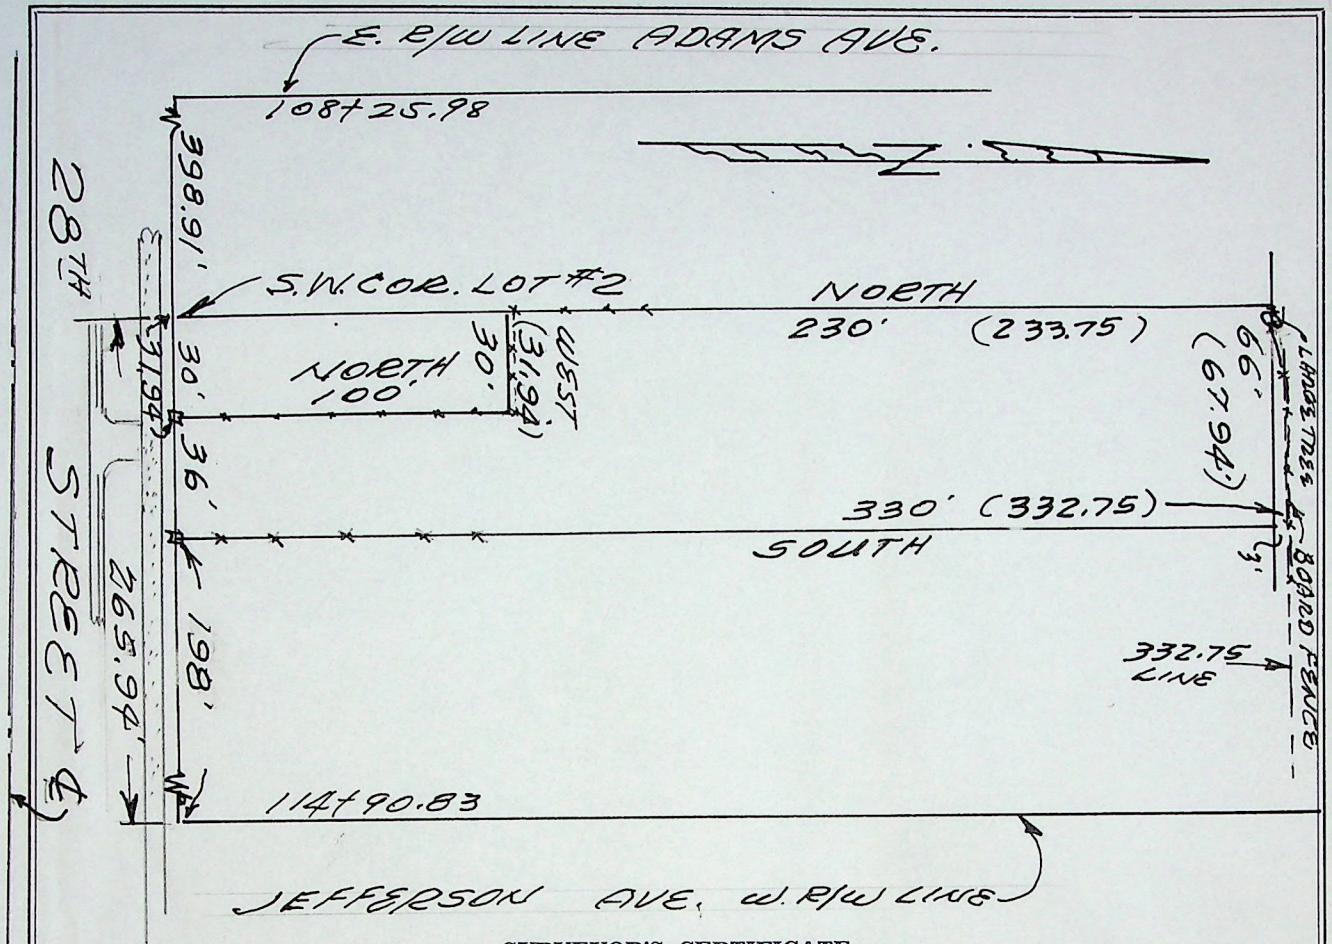 E. R/W LINE ADAMS AVE.
108+25.98
398.91'
28TH STREET ℄
S.W. COR. LOT #2
NORTH
230' (233.75)
WEST
30'
(31.94')
NORTH
100'
30'
(31.94)
36'
66'
(67.94')
LARGE TREE
BOARD FENCE
330' (332.75)
SOUTH
3'
198'
265.94'
332.75
LINE
114+90.83
JEFFERSON AVE. W. R/W LINE
SURVEYOR'S CERTIFICATE